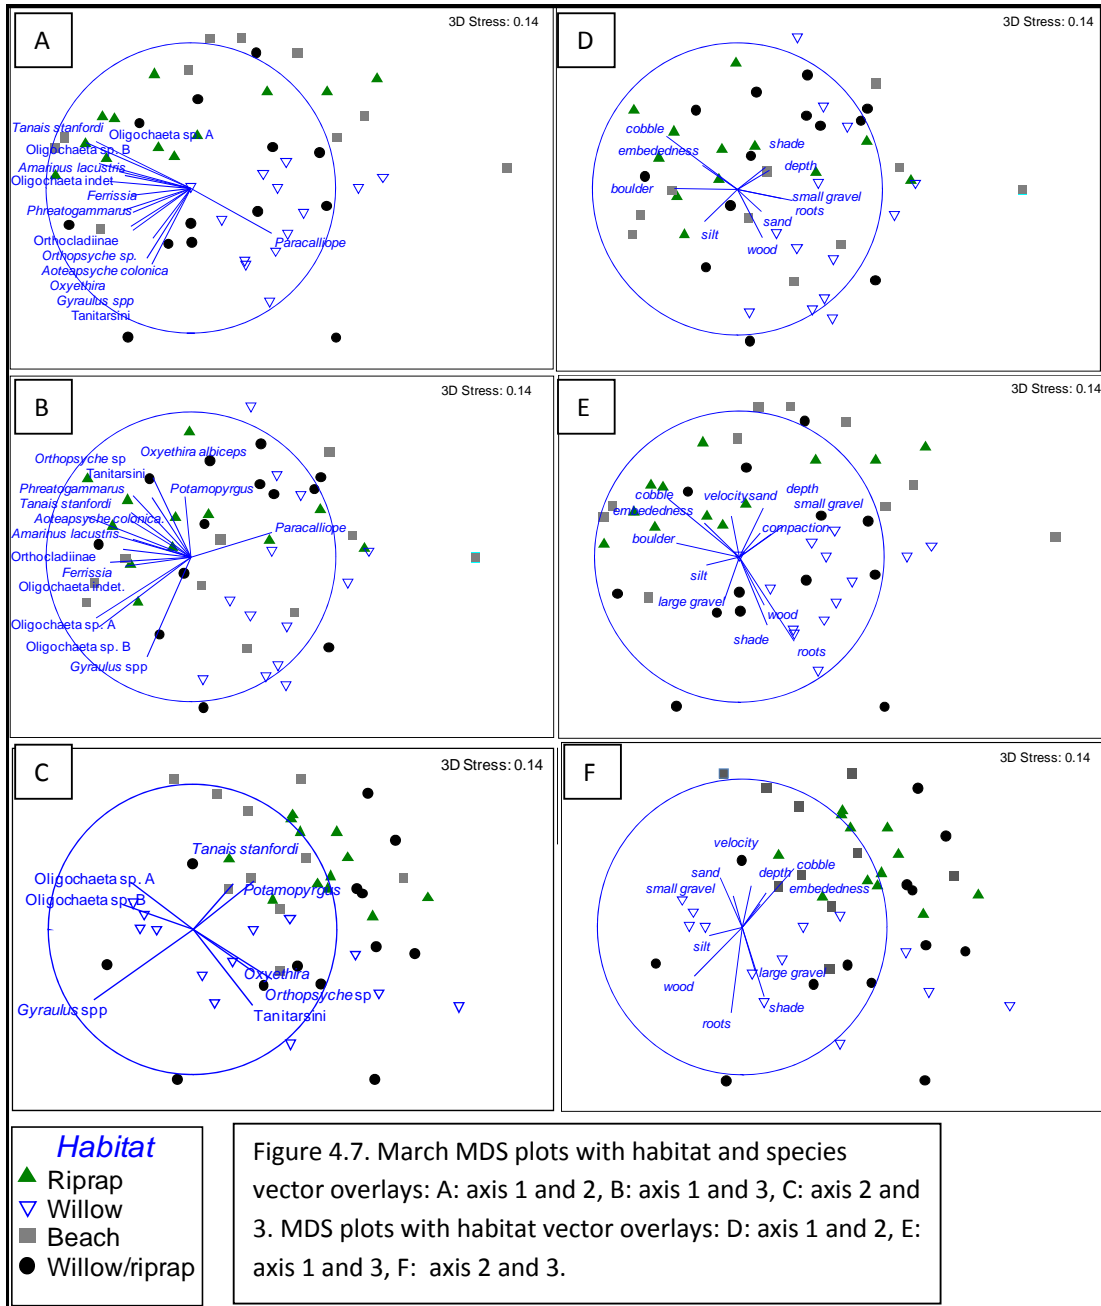 A
3D Stress: 0.14
Tanais stanfordi
Oligochaeta sp. A
Oligochaeta sp. B
Amarinus lacustris
Oligochaeta indet
Ferrissia
Phreatogammarus
Orthocladiinae
Orthopsyche sp.
Aoteapsyche colonica
Oxyethira
Gyraulus spp
Tanitarsini
Paracalliope
D
3D Stress: 0.14
cobble
embededness
shade
depth
boulder
small gravel
roots
sand
silt
wood
B
3D Stress: 0.14
Oxyethira albiceps
Orthopsyche sp
Tanitarsini
Phreatogammarus
Potamopyrgus
Tanais stanfordi
Aoteapsyche colonica.
Paracalliope
Amarinus lacustris
Orthocladiinae
Ferrissia
Oligochaeta indet.
Oligochaeta sp. A
Oligochaeta sp. B
Gyraulus spp
E
3D Stress: 0.14
cobble
velocity
sand
depth
small gravel
embededness
compaction
boulder
silt
large gravel
wood
shade
roots
C
3D Stress: 0.14
Tanais stanfordi
Oligochaeta sp. A
Potamopyrgus
Oligochaeta sp. B
Oxyethira
Orthopsyche sp
Gyraulus spp
Tanitarsini
F
3D Stress: 0.14
velocity
sand
depth
cobble
small gravel
embededness
silt
large gravel
wood
shade
roots
Habitat
Riprap
Willow
Beach
Willow/riprap
Figure 4.7. March MDS plots with habitat and species
vector overlays: A: axis 1 and 2, B: axis 1 and 3, C: axis 2 and
3. MDS plots with habitat vector overlays: D: axis 1 and 2, E:
axis 1 and 3, F: axis 2 and 3.